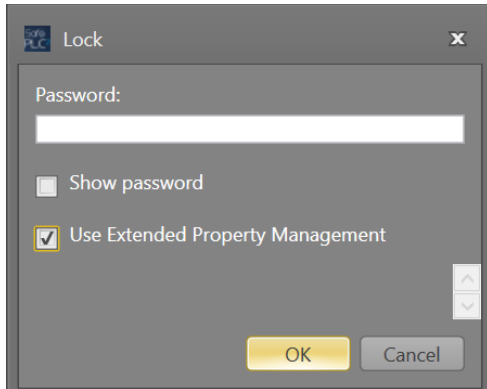 Safe
PLC
Lock
Password:
Show password
Use Extended Property Management
OK
Cancel